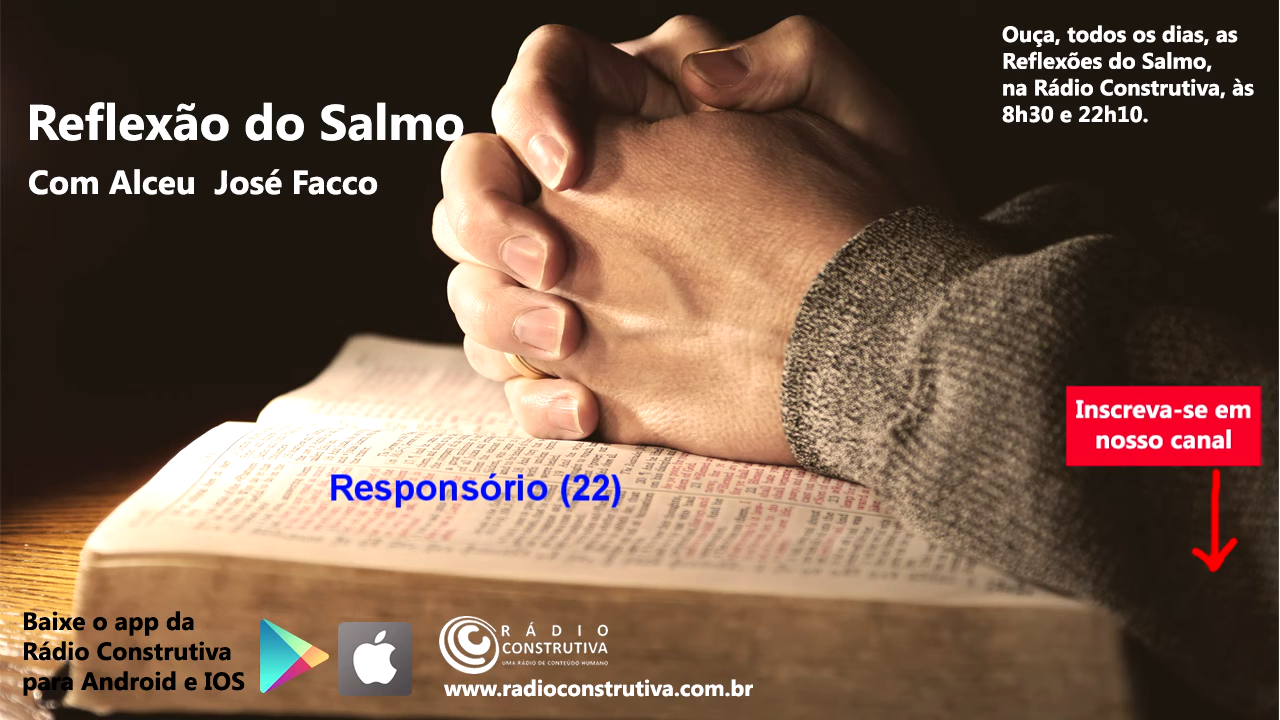 Reflexão do Salmo
Com Alceu José Facco
Ouça, todos os dias, as
Reflexões do Salmo,
na Rádio Construtiva, às
8h30 e 22h10.
Inscreva-se em
nosso canal
Responsório (22)
Baixe o app da
Rádio Construtiva
para Android e IOS
RÁDIO
CONSTRUTIVA
UMA RÁDIO DE CONTEÚDO HUMANO
www.radioconstrutiva.com.br